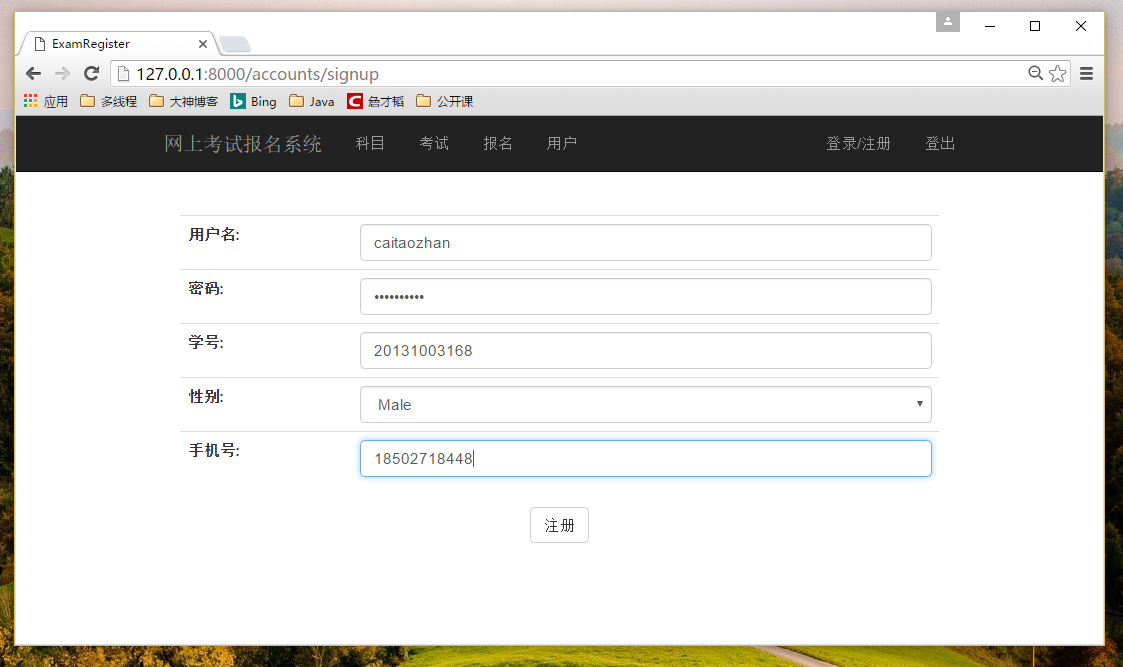 ExamRegister
127.0.0.1:8000/accounts/signup
应用 多线程 大神博客 Bing Java 危才韬 公开课
网上考试报名系统 科目 考试 报名 用户 登录/注册 登出
用户名: caitaozhan
密码: ••••••••••
学号: 20131003168
性别: Male
手机号: 18502718448
注册